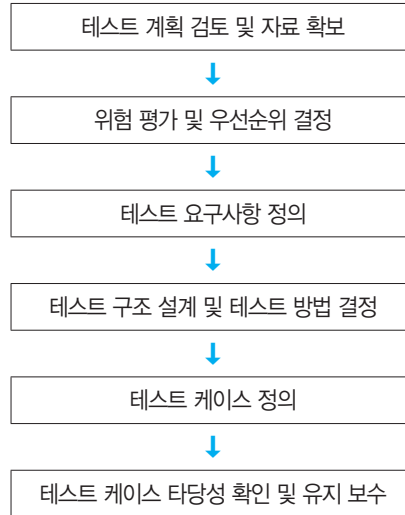 테스트 계획 검토 및 자료 확보
위험 평가 및 우선순위 결정
테스트 요구사항 정의
테스트 구조 설계 및 테스트 방법 결정
테스트 케이스 정의
테스트 케이스 타당성 확인 및 유지 보수